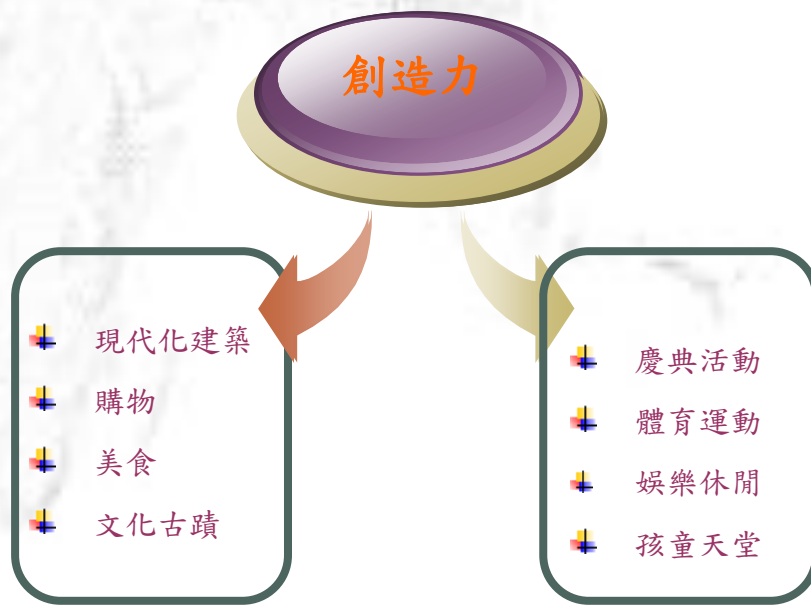 創造力
現代化建築
購物
美食
文化古蹟
慶典活動
體育運動
娛樂休閒
孩童天堂